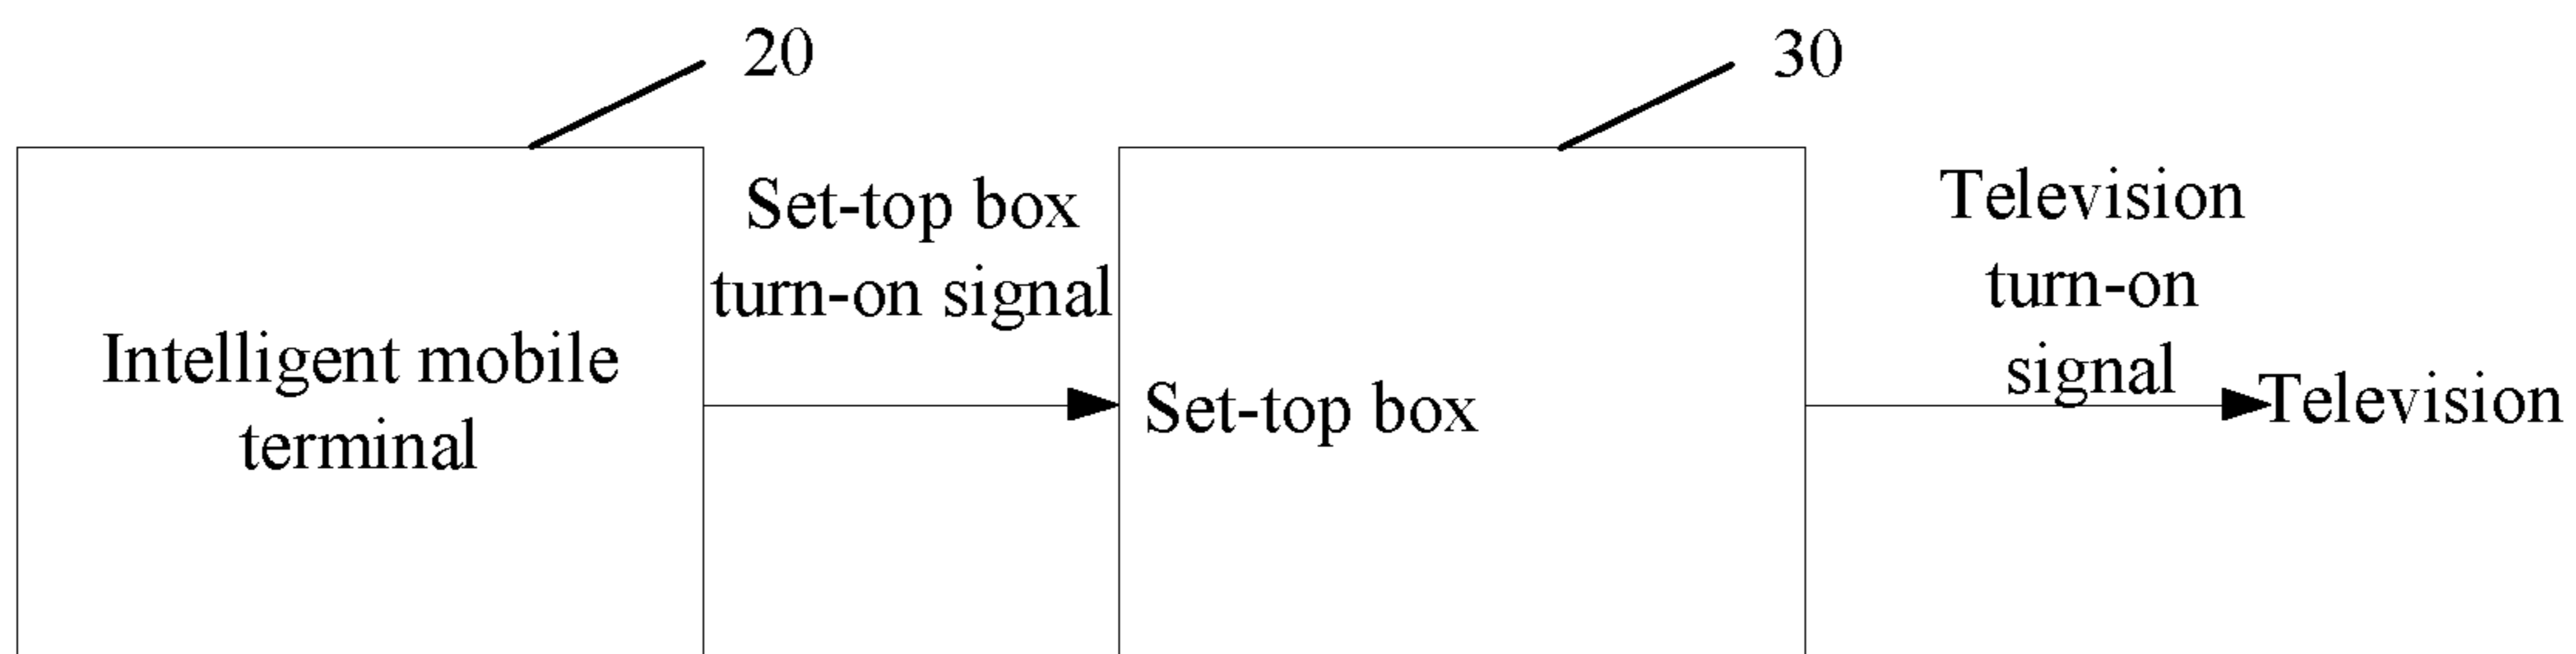 20
30
Intelligent mobile
terminal
Set-top box
turn-on signal
Set-top box
Television
turn-on
signal
Television